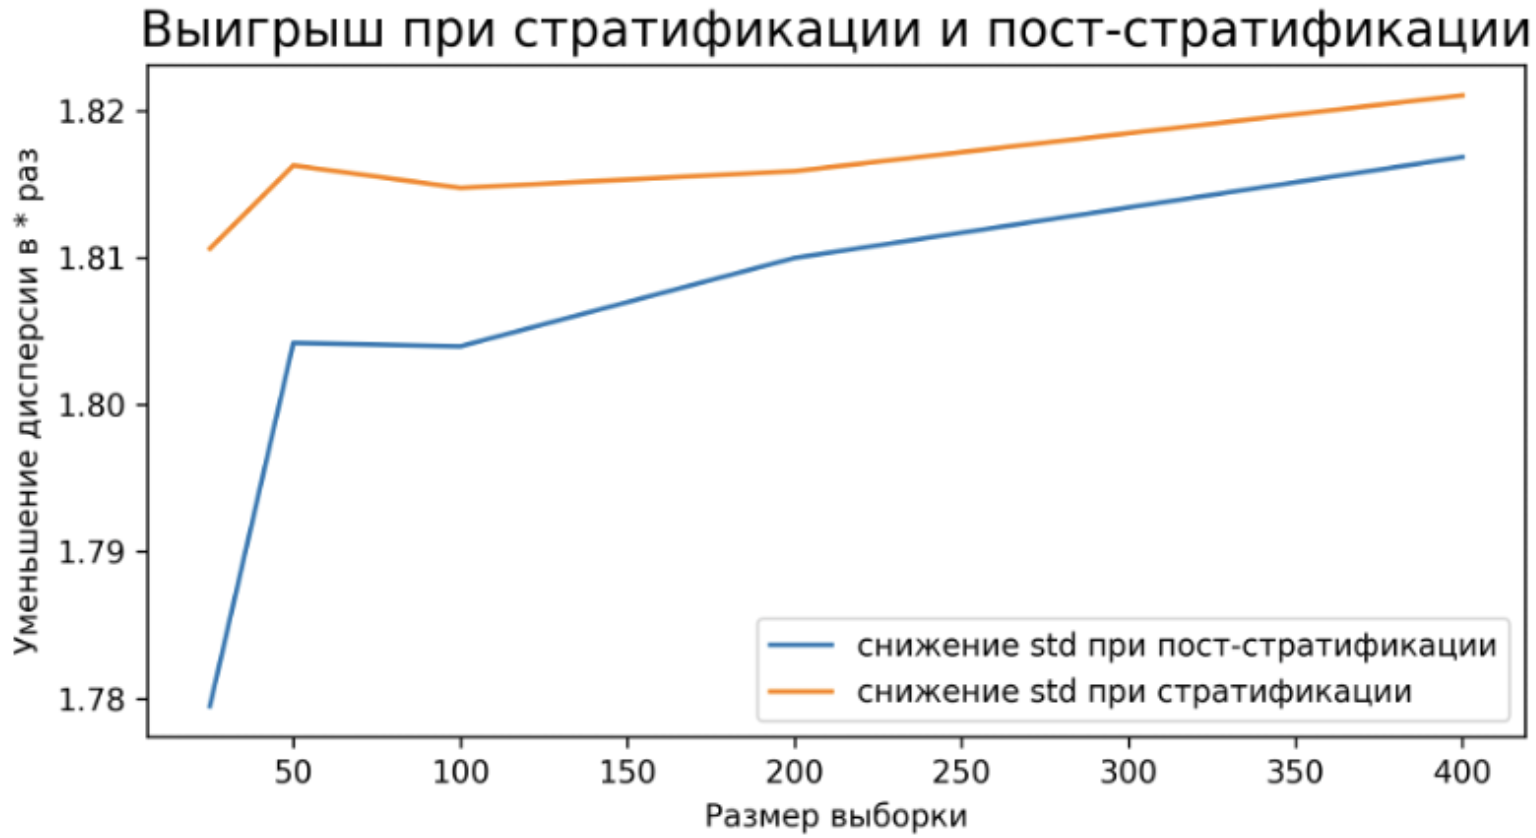 Выигрыш при стратификации и пост-стратификации
Уменьшение дисперсии в * раз
1.82
1.81
1.80
1.79
1.78
снижение std при пост-стратификации
снижение std при стратификации
50 100 150 200 250 300 350 400
Размер выборки